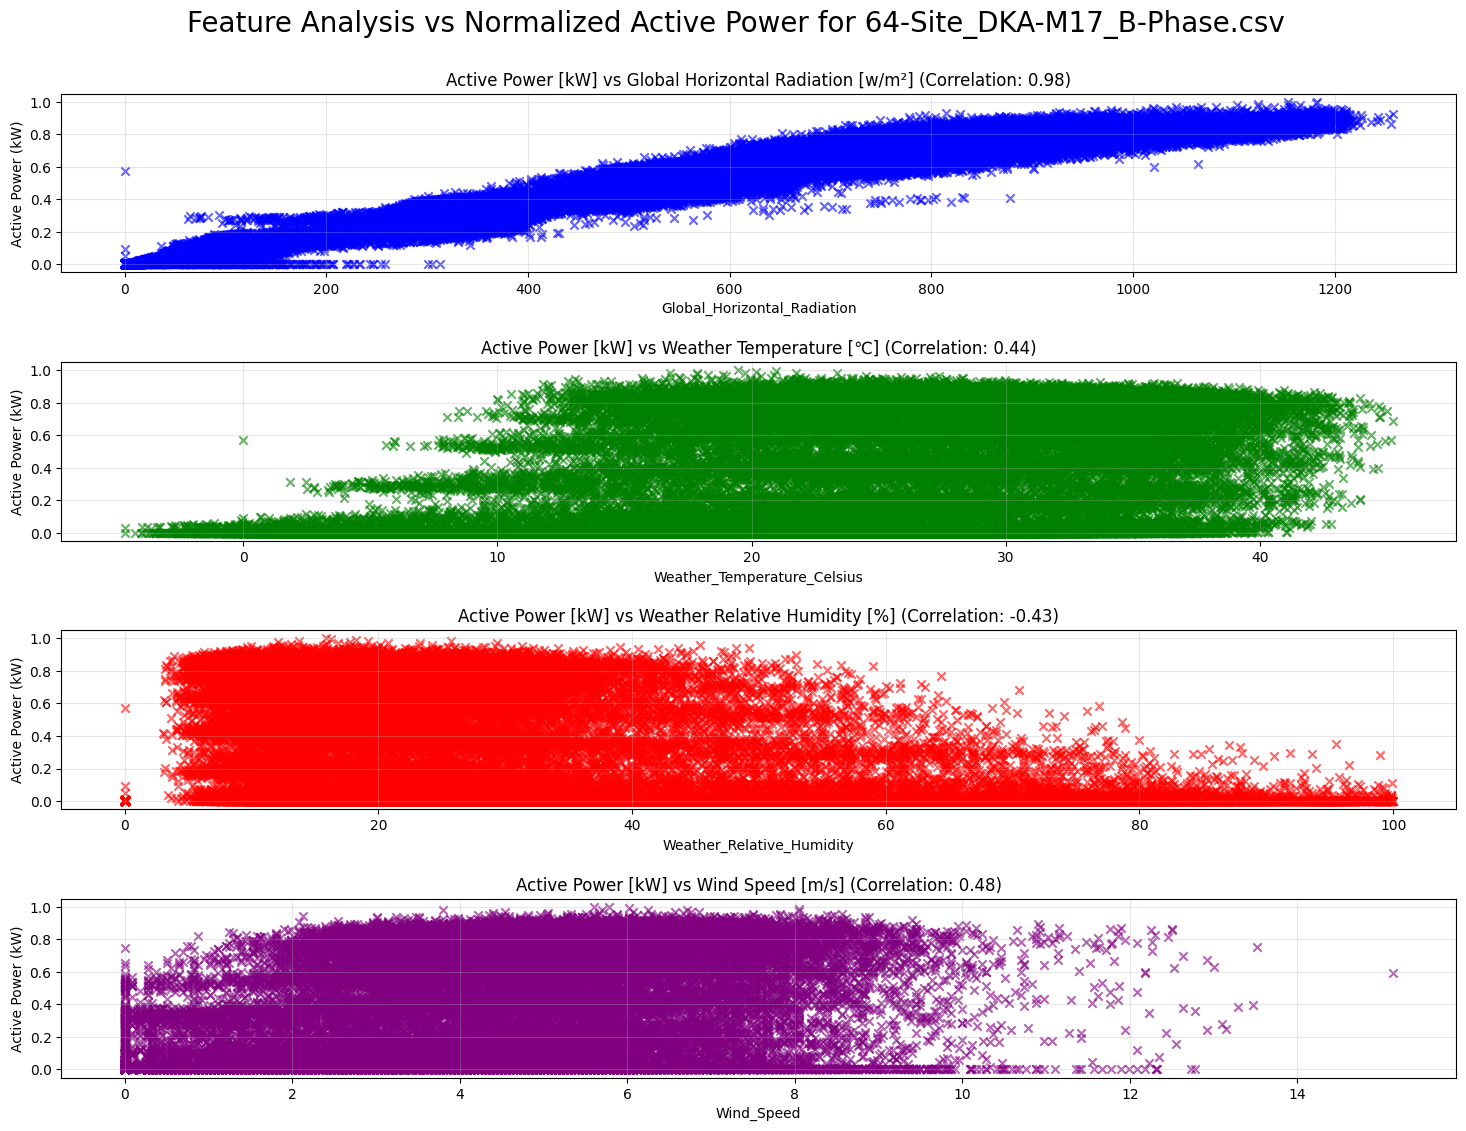 Feature Analysis vs Normalized Active Power for 64-Site_DKA-M17_B-Phase.csv
Active Power [kW] vs Global Horizontal Radiation [w/m²] (Correlation: 0.98)
Active Power (kW)
1.0
0.8
0.6
0.4
0.2
0.0
0 200 400 600 800 1000 1200
Global_Horizontal_Radiation
Active Power [kW] vs Weather Temperature [℃] (Correlation: 0.44)
Active Power (kW)
1.0
0.8
0.6
0.4
0.2
0.0
0 10 20 30 40
Weather_Temperature_Celsius
Active Power [kW] vs Weather Relative Humidity [%] (Correlation: -0.43)
Active Power (kW)
1.0
0.8
0.6
0.4
0.2
0.0
0 20 40 60 80 100
Weather_Relative_Humidity
Active Power [kW] vs Wind Speed [m/s] (Correlation: 0.48)
Active Power (kW)
1.0
0.8
0.6
0.4
0.2
0.0
0 2 4 6 8 10 12 14
Wind_Speed